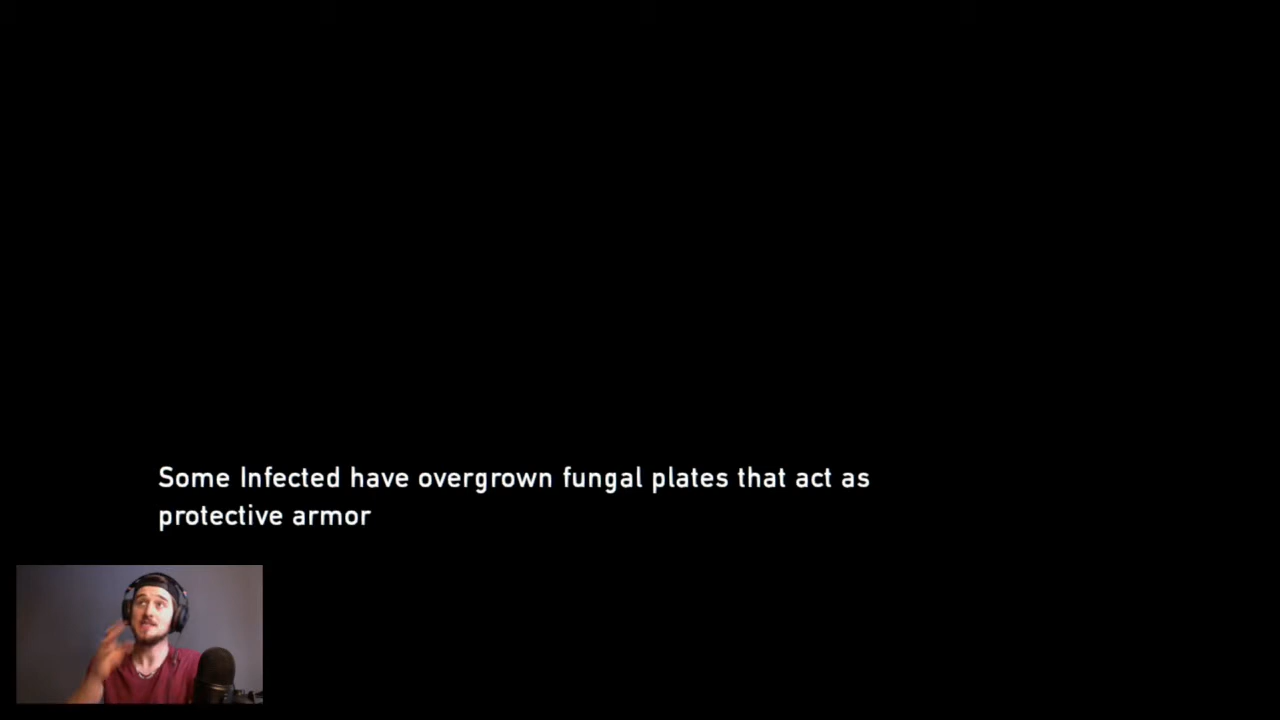 Some Infected have overgrown fungal plates that act as
protective armor